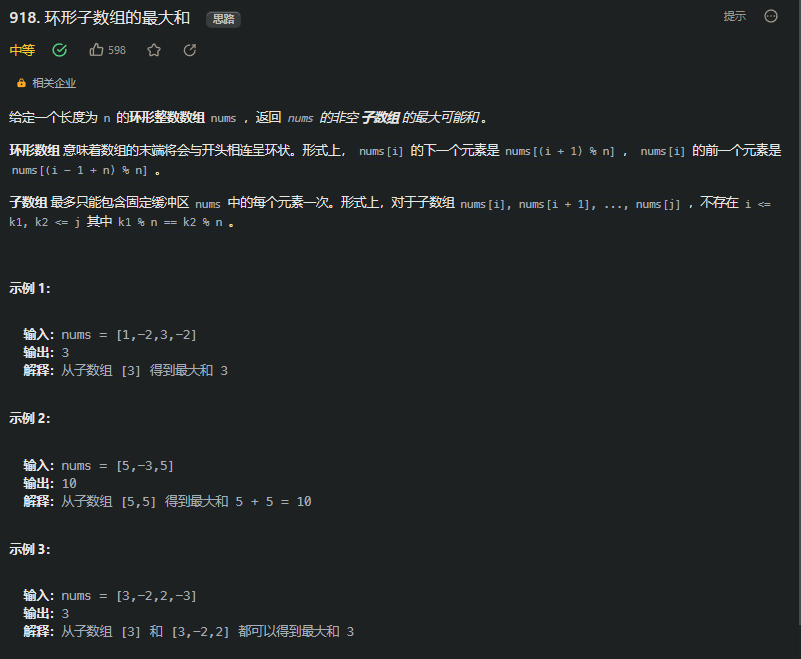 918. 环形子数组的最大和 思路
提示
中等 598
相关企业
给定一个长度为 n 的环形整数数组 nums ，返回 nums 的非空 子数组 的最大可能和 。
环形数组 意味着数组的末端将会与开头相连呈环状。形式上， nums[i] 的下一个元素是 nums[(i + 1) % n] ， nums[i] 的前一个元素是
nums[(i - 1 + n) % n] 。
子数组 最多只能包含固定缓冲区 nums 中的每个元素一次。形式上，对于子数组 nums[i], nums[i + 1], ..., nums[j] ，不存在 i <=
k1, k2 <= j 其中 k1 % n == k2 % n 。
示例 1：
输入：nums = [1,-2,3,-2]
输出：3
解释：从子数组 [3] 得到最大和 3
示例 2：
输入：nums = [5,-3,5]
输出：10
解释：从子数组 [5,5] 得到最大和 5 + 5 = 10
示例 3：
输入：nums = [3,-2,2,-3]
输出：3
解释：从子数组 [3] 和 [3,-2,2] 都可以得到最大和 3